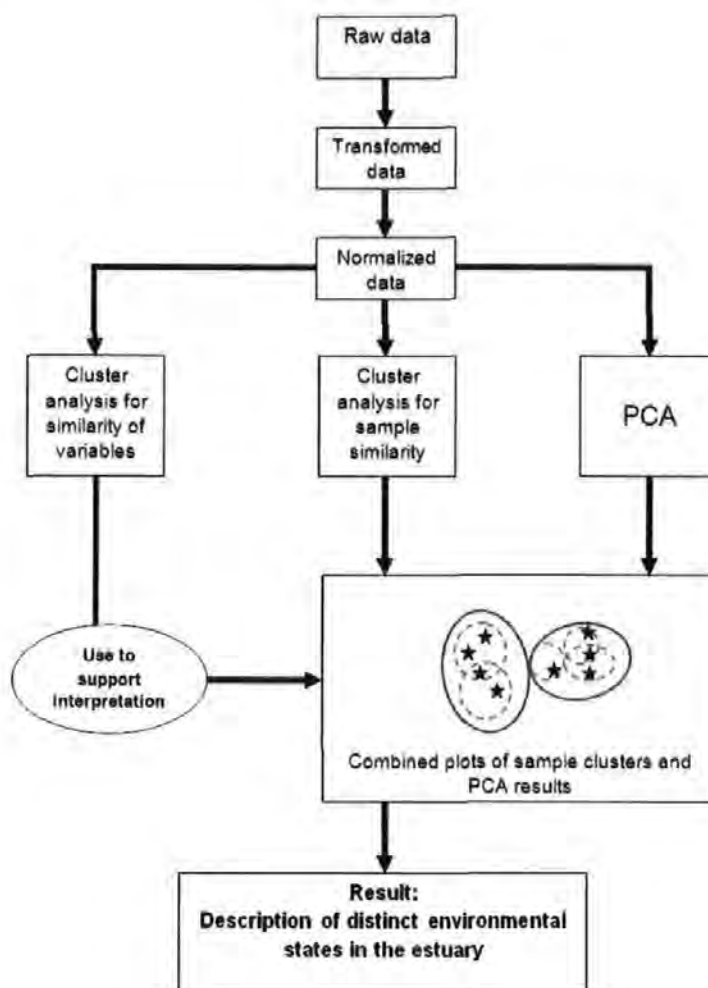 Raw data
Transformed
data
Normalized
data
Cluster
analysis for
similarity of
variables
Cluster
analysis for
sample
similarity
PCA
Use to
support
interpretation
Combined plots of sample clusters and
PCA results
Result:
Description of distinct environmental
states in the estuary